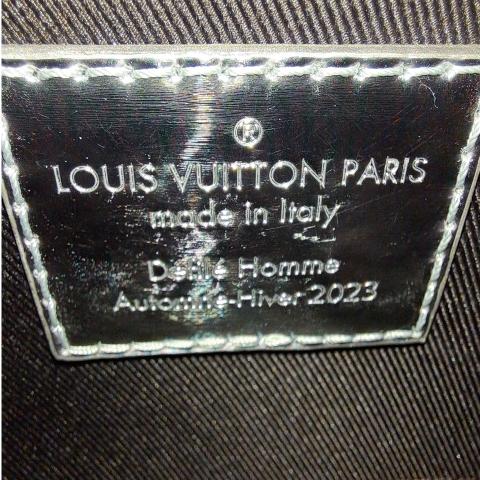 ®
LOUIS VUITTON PARIS
made in Italy
Défilé Homme
Automne-Hiver 2023